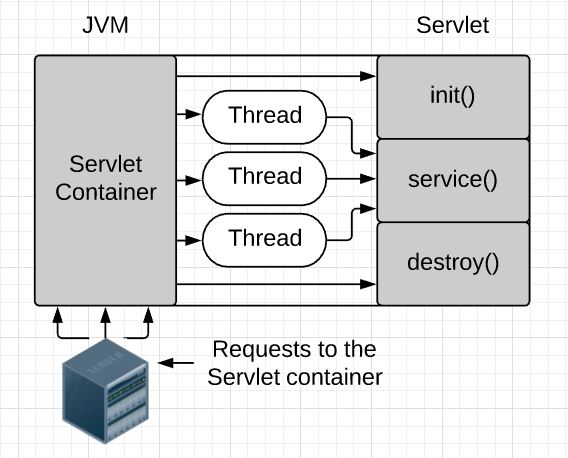 JVM
Servlet
Servlet
Container
Thread
Thread
Thread
init()
service()
destroy()
SERVER
Requests to the
Servlet container